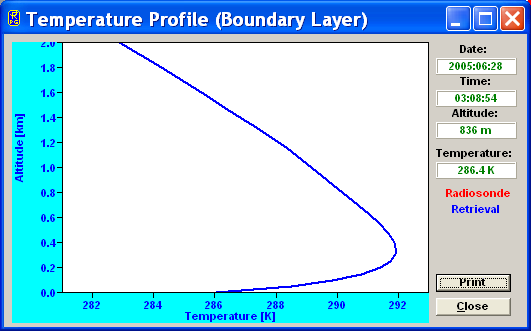 Temperature Profile (Boundary Layer)
Date:
2005:06:28
Time:
03:08:54
Altitude:
836 m
Temperature:
286.4 K
Radiosonde
Retrieval
Print
Close
Altitude [km]
2.0
1.8
1.6
1.4
1.2
1.0
0.8
0.6
0.4
0.2
0.0
282 284 286 288 290 292
Temperature [K]